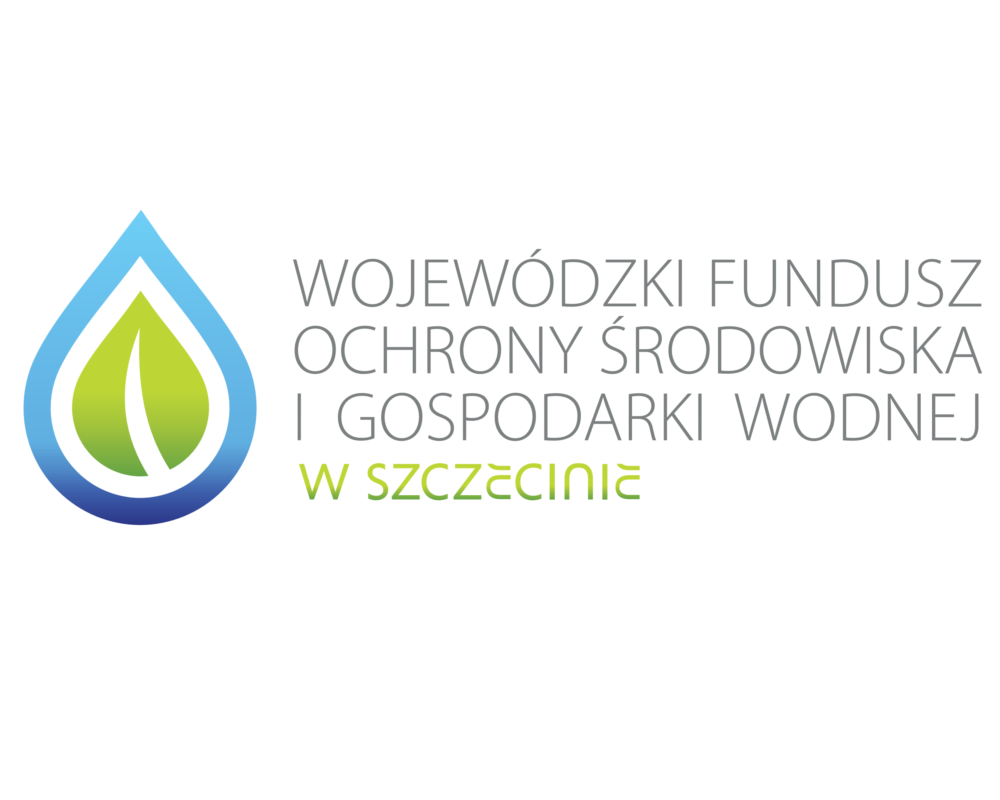 WOJEWÓDZKI FUNDUSZ
OCHRONY ŚRODOWISKA
I GOSPODARKI WODNEJ
W SZCZECINIE